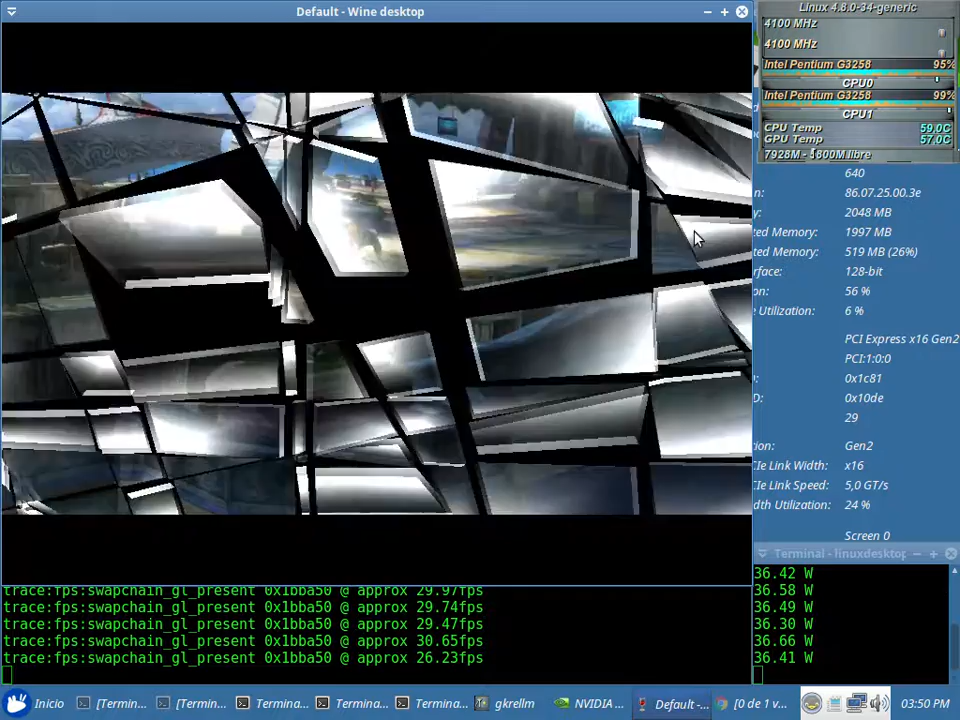 Default - Wine desktop
Linux 4.8.0-34-generic
4100 MHz
4100 MHz
Intel Pentium G3258 95%
CPU0
Intel Pentium G3258 99%
CPU1
CPU Temp 59.0C
GPU Temp 57.0C
7928M - 5800M libre
640
n: 86.07.25.00.3e
y: 2048 MB
ted Memory: 1997 MB
ted Memory: 519 MB (26%)
rface: 128-bit
on: 56 %
e Utilization: 6 %
PCI Express x16 Gen2
PCI:1:0:0
: 0x1c81
D: 0x10de
29
ion: Gen2
CIe Link Width: x16
CIe Link Speed: 5,0 GT/s
dth Utilization: 24 %
Screen 0
Terminal - linuxdesktop
trace:fps:swapchain_gl_present 0x1bba50 @ approx 29.97fps
trace:fps:swapchain_gl_present 0x1bba50 @ approx 29.74fps
trace:fps:swapchain_gl_present 0x1bba50 @ approx 29.47fps
trace:fps:swapchain_gl_present 0x1bba50 @ approx 30.65fps
trace:fps:swapchain_gl_present 0x1bba50 @ approx 26.23fps
36.42 W
36.58 W
36.49 W
36.30 W
36.66 W
36.41 W
Inicio [Termin... [Termin... Termina... Termina... Termina... gkrellm NVIDIA ... Default -... [0 de 1 v... 03:50 PM